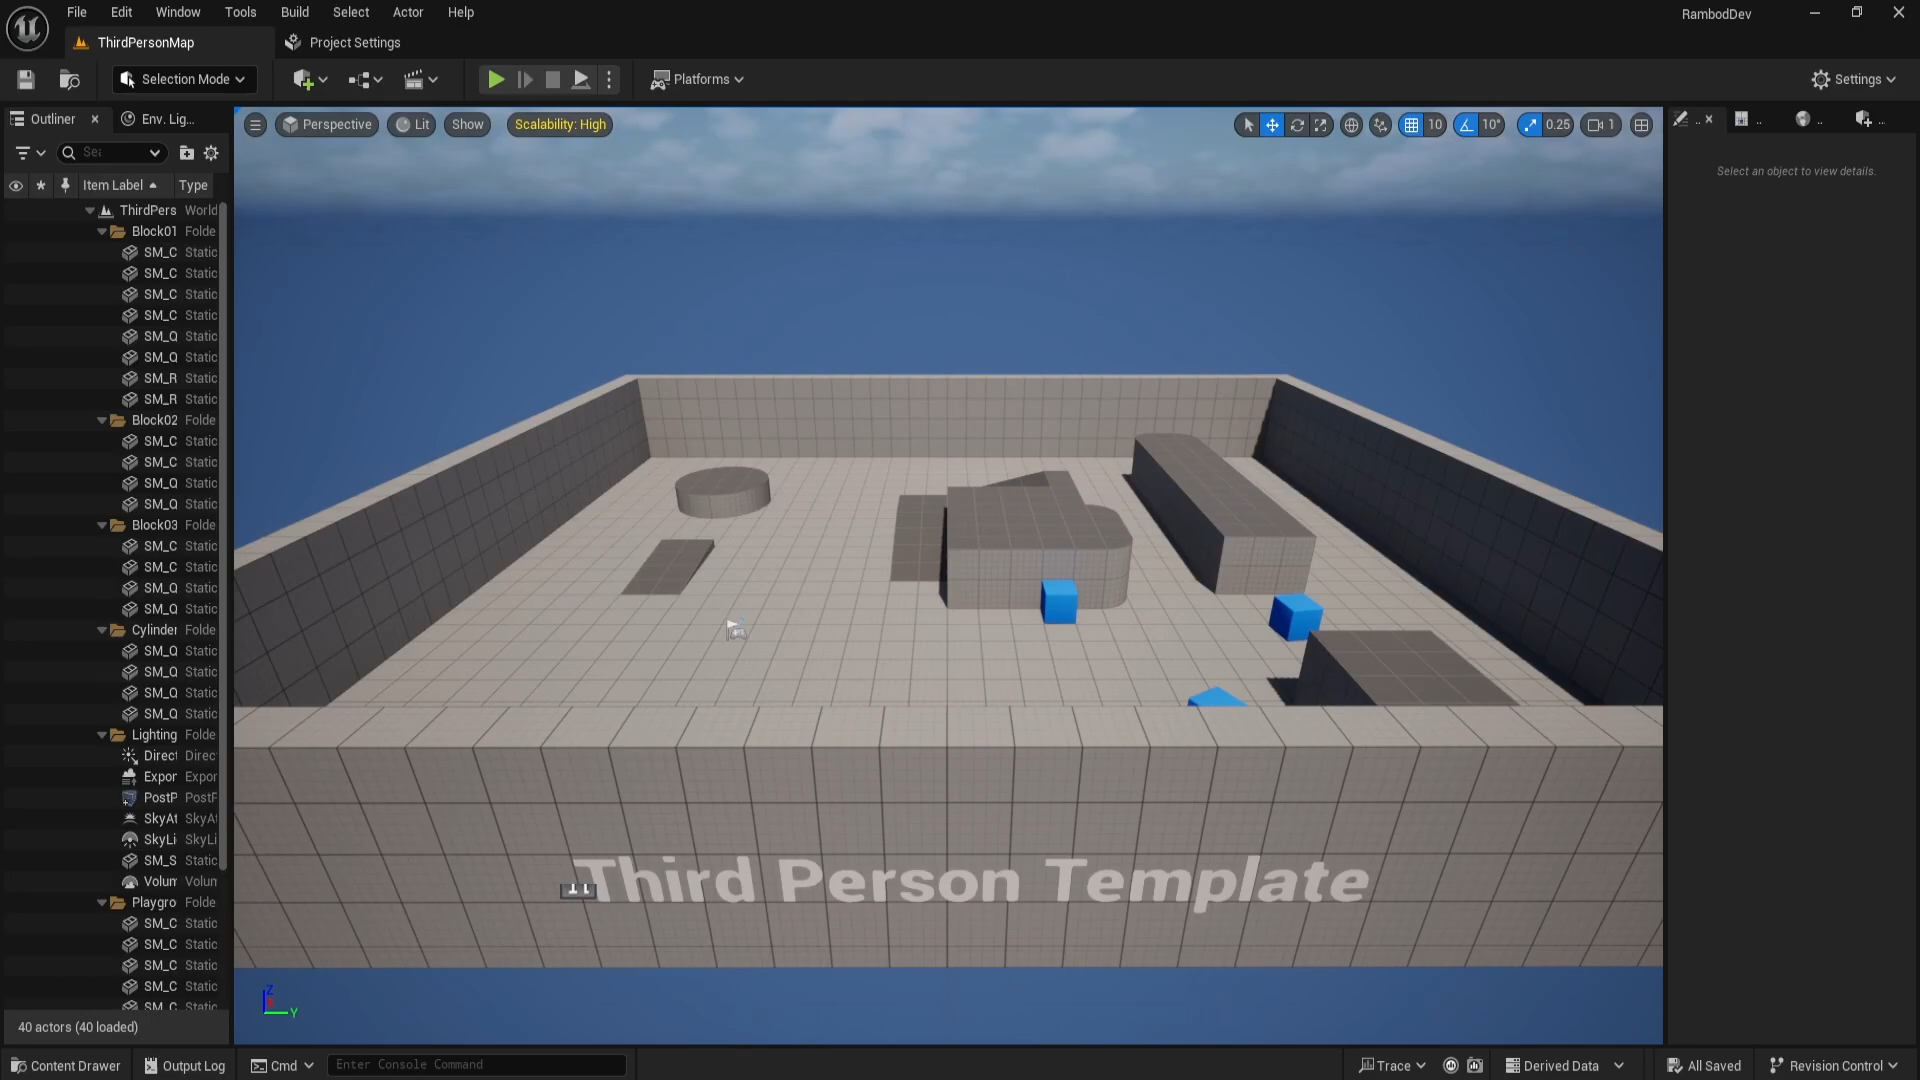 File Edit Window Tools Build Select Actor Help
RambodDev
ThirdPersonMap
Project Settings
Selection Mode
Platforms
Settings
Outliner
Env. Lig...
Perspective
Lit
Show
Scalability: High
10
10°
0.25
1
..
..
..
..
Sea
Item Label
Type
Select an object to view details.
ThirdPers World
Block01 Folde
SM_C Static
SM_C Static
SM_C Static
SM_C Static
SM_Q Static
SM_Q Static
SM_R Static
SM_R Static
Block02 Folde
SM_C Static
SM_C Static
SM_Q Static
SM_Q Static
Block03 Folde
SM_C Static
SM_C Static
SM_Q Static
SM_Q Static
Cylinder Folde
SM_Q Static
SM_Q Static
SM_Q Static
SM_Q Static
Lighting Folde
Direct Direc
Expor Expor
PostP PostP
SkyAt SkyAt
SkyLi SkyLi
SM_S Static
Volum Volum
Playgro Folde
SM_C Static
SM_C Static
SM_C Static
SM_C Static
SM_C Static
Third Person Template
Z
Y
40 actors (40 loaded)
Content Drawer
Output Log
Cmd
Enter Console Command
Trace
Derived Data
All Saved
Revision Control